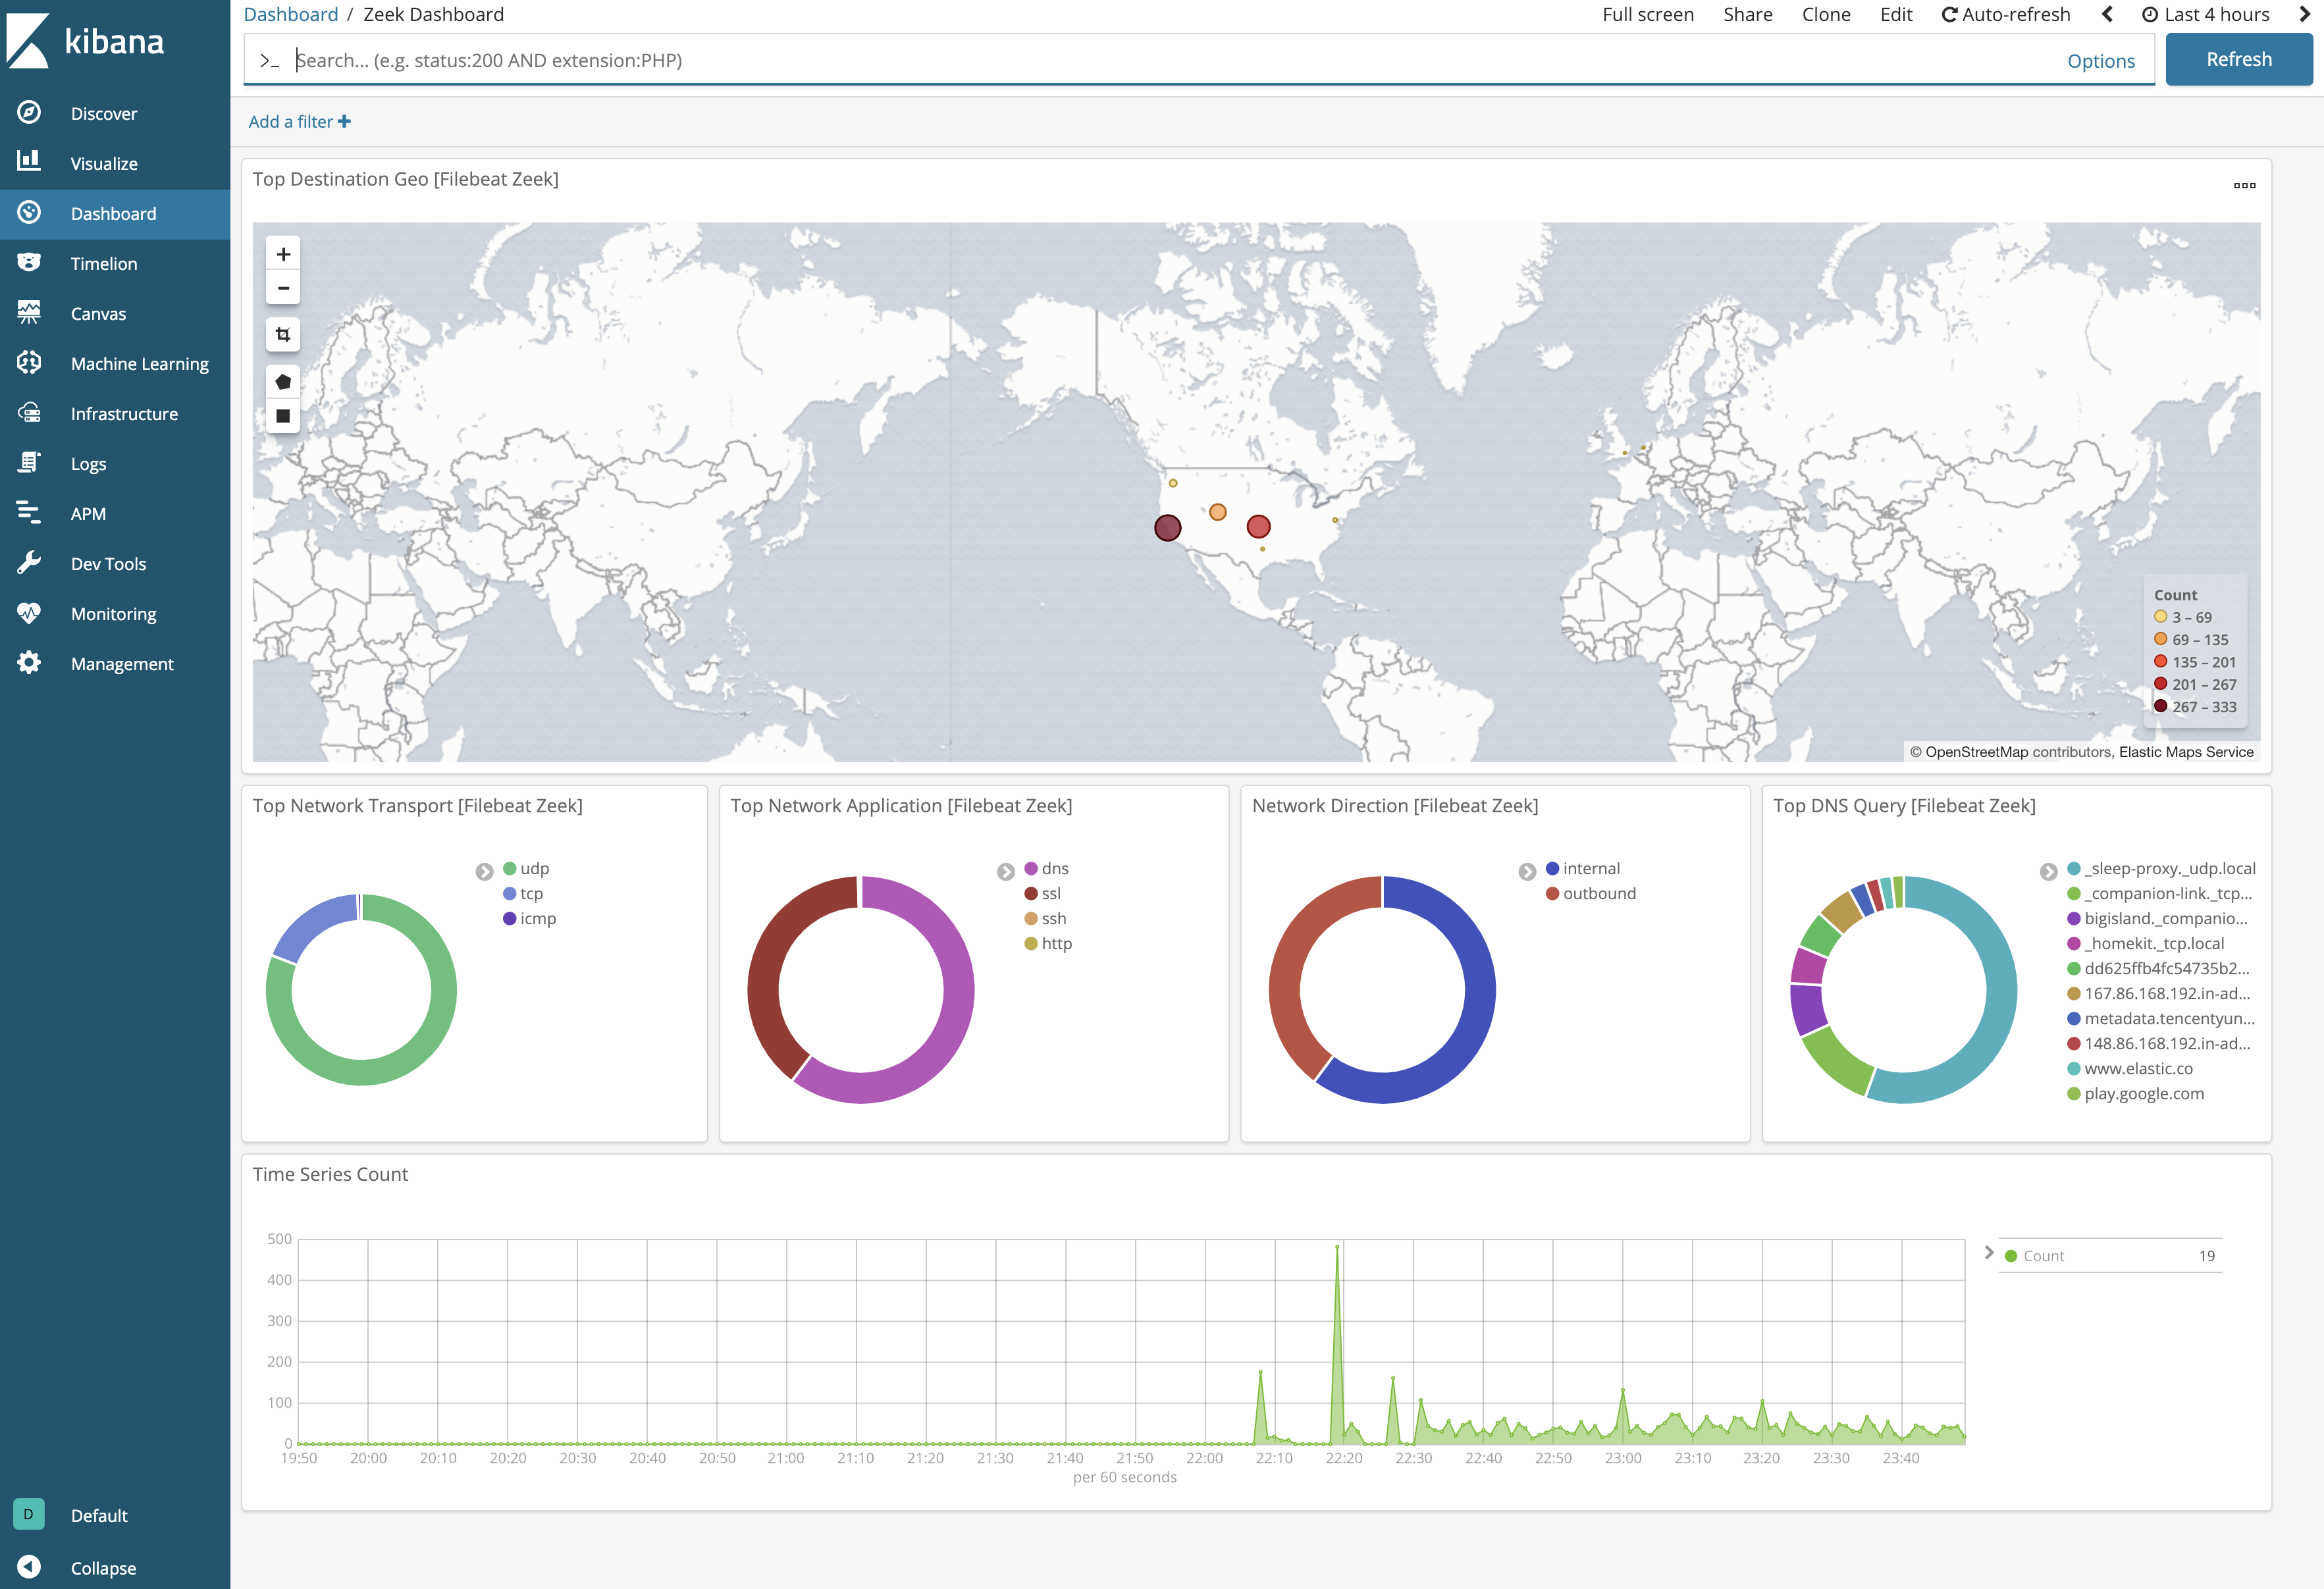 kibana
Discover
Visualize
Dashboard
Timelion
Canvas
Machine Learning
Infrastructure
Logs
APM
Dev Tools
Monitoring
Management
D Default
Collapse
Dashboard / Zeek Dashboard
Full screen Share Clone Edit Auto-refresh Last 4 hours
>_ Search... (e.g. status:200 AND extension:PHP) Options Refresh
Add a filter +
Top Destination Geo [Filebeat Zeek]
+
−
Count
3 – 69
69 – 135
135 – 201
201 – 267
267 – 333
© OpenStreetMap contributors, Elastic Maps Service
Top Network Transport [Filebeat Zeek]
udp
tcp
icmp
Top Network Application [Filebeat Zeek]
dns
ssl
ssh
http
Network Direction [Filebeat Zeek]
internal
outbound
Top DNS Query [Filebeat Zeek]
_sleep-proxy._udp.local
_companion-link._tcp...
bigisland._companio...
_homekit._tcp.local
dd625ffb4fc54735b2...
167.86.168.192.in-ad...
metadata.tencentyun...
148.86.168.192.in-ad...
www.elastic.co
play.google.com
Time Series Count
500
400
300
200
100
0
19:50 20:00 20:10 20:20 20:30 20:40 20:50 21:00 21:10 21:20 21:30 21:40 21:50 22:00 22:10 22:20 22:30 22:40 22:50 23:00 23:10 23:20 23:30 23:40
per 60 seconds
Count 19